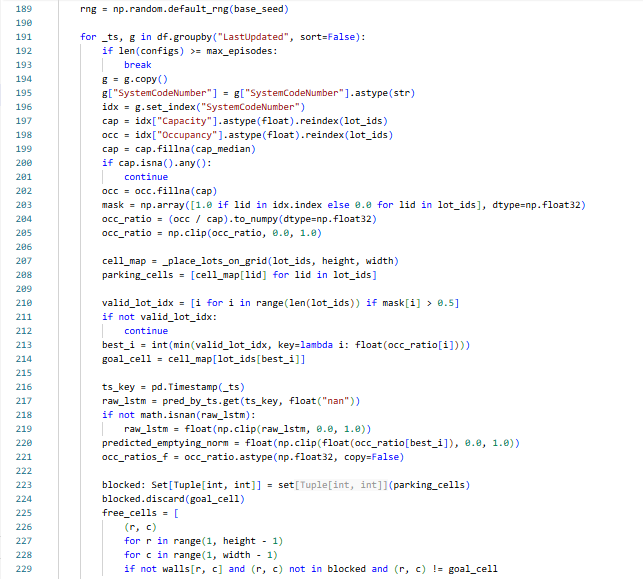 189 rng = np.random.default_rng(base_seed)
190
191 for _ts, g in df.groupby("LastUpdated", sort=False):
192 if len(configs) >= max_episodes:
193 break
194 g = g.copy()
195 g["SystemCodeNumber"] = g["SystemCodeNumber"].astype(str)
196 idx = g.set_index("SystemCodeNumber")
197 cap = idx["Capacity"].astype(float).reindex(lot_ids)
198 occ = idx["Occupancy"].astype(float).reindex(lot_ids)
199 cap = cap.fillna(cap_median)
200 if cap.isna().any():
201 continue
202 occ = occ.fillna(cap)
203 mask = np.array([1.0 if lid in idx.index else 0.0 for lid in lot_ids], dtype=np.float32)
204 occ_ratio = (occ / cap).to_numpy(dtype=np.float32)
205 occ_ratio = np.clip(occ_ratio, 0.0, 1.0)
206
207 cell_map = _place_lots_on_grid(lot_ids, height, width)
208 parking_cells = [cell_map[lid] for lid in lot_ids]
209
210 valid_lot_idx = [i for i in range(len(lot_ids)) if mask[i] > 0.5]
211 if not valid_lot_idx:
212 continue
213 best_i = int(min(valid_lot_idx, key=lambda i: float(occ_ratio[i])))
214 goal_cell = cell_map[lot_ids[best_i]]
215
216 ts_key = pd.Timestamp(_ts)
217 raw_lstm = pred_by_ts.get(ts_key, float("nan"))
218 if not math.isnan(raw_lstm):
219 raw_lstm = float(np.clip(raw_lstm, 0.0, 1.0))
220 predicted_emptying_norm = float(np.clip(float(occ_ratio[best_i]), 0.0, 1.0))
221 occ_ratios_f = occ_ratio.astype(np.float32, copy=False)
222
223 blocked: Set[Tuple[int, int]] = set[Tuple[int, int]](parking_cells)
224 blocked.discard(goal_cell)
225 free_cells = [
226 (r, c)
227 for r in range(1, height - 1)
228 for c in range(1, width - 1)
229 if not walls[r, c] and (r, c) not in blocked and (r, c) != goal_cell